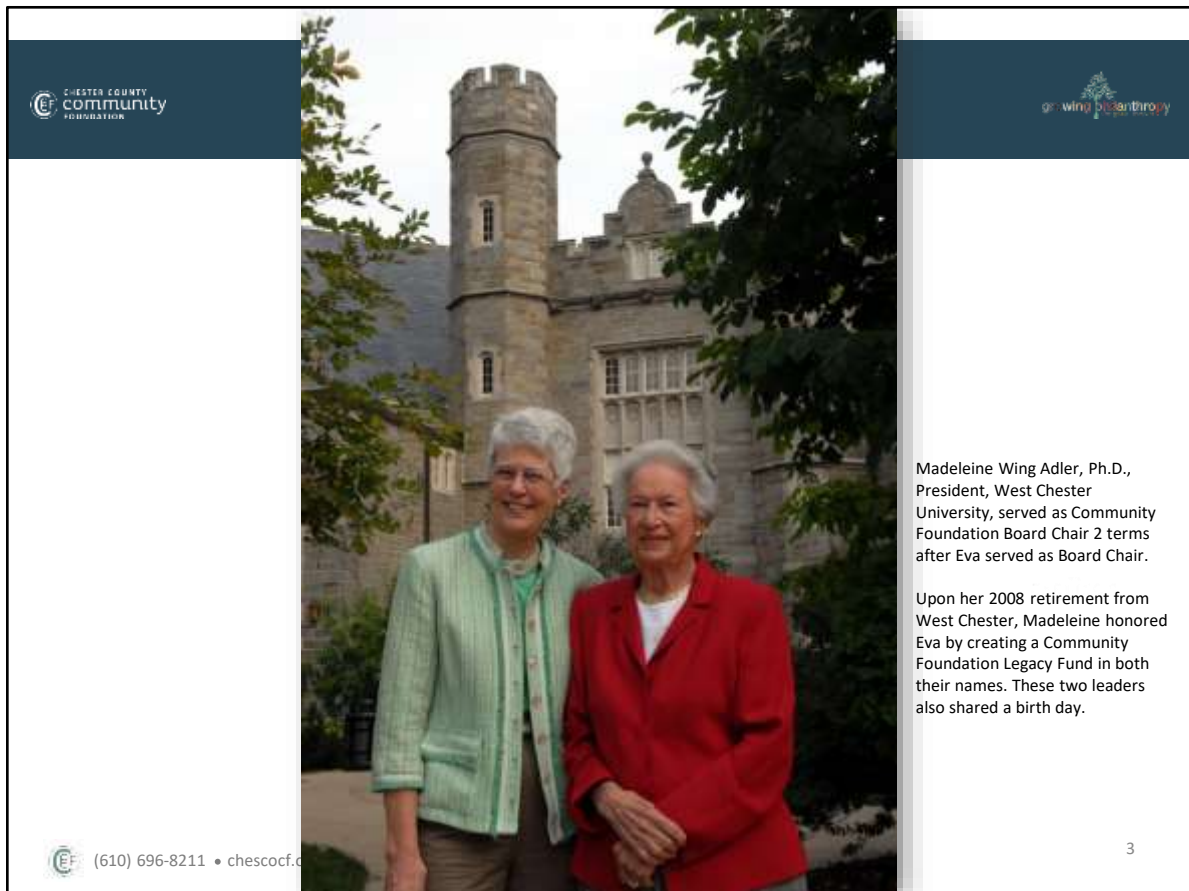 CHESTER COUNTY
community
FOUNDATION
growing philanthropy
Madeleine Wing Adler, Ph.D.,
President, West Chester
University, served as Community
Foundation Board Chair 2 terms
after Eva served as Board Chair.
Upon her 2008 retirement from
West Chester, Madeleine honored
Eva by creating a Community
Foundation Legacy Fund in both
their names. These two leaders
also shared a birth day.
(610) 696-8211 • chescocf.
3